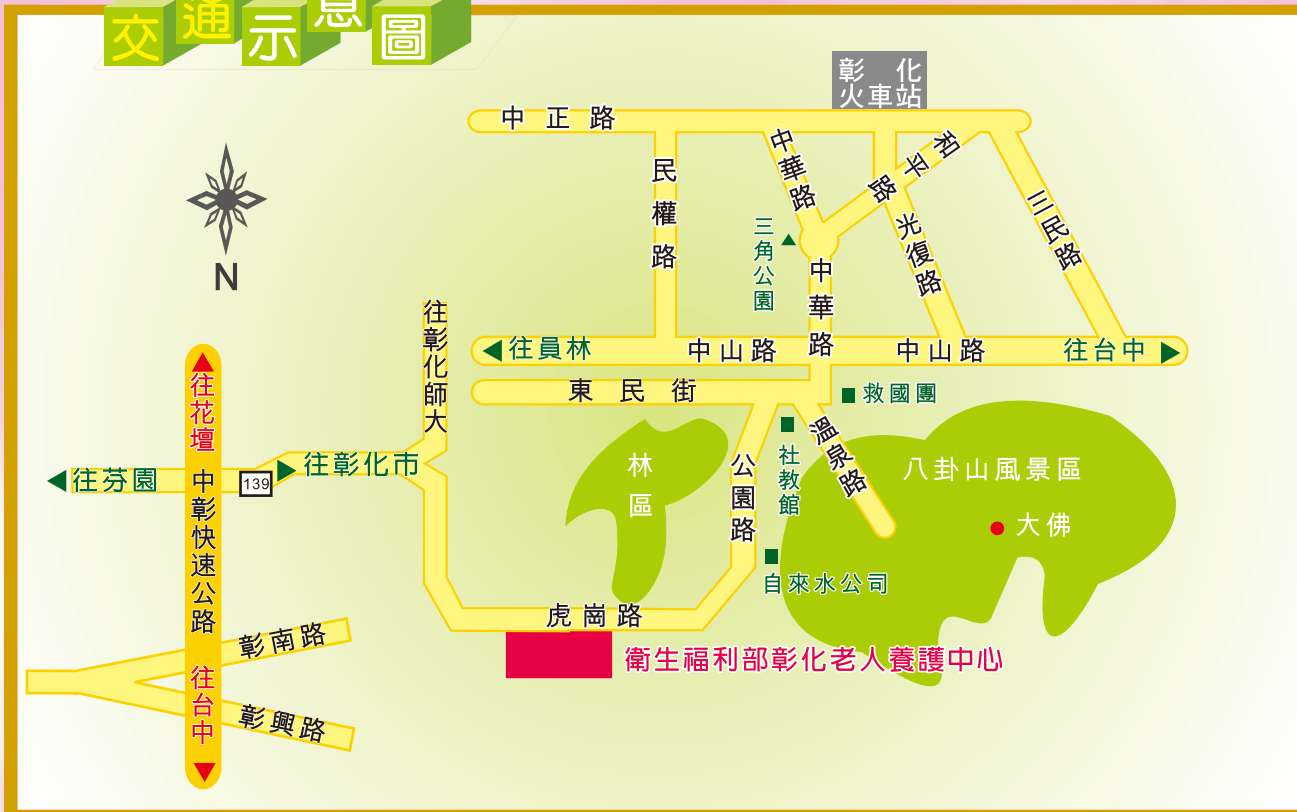 交通示意圖
彰化
火車站
中正路
民權路
中華路
和平路
光復路
三民路
三角公園
中華路
N
往彰化師大
往員林
中山路
中山路
往台中
東民街
救國團
往花壇
中彰快速公路
往台中
往芬園
139
往彰化市
林區
公園路
社教館
溫泉路
八卦山風景區
大佛
自來水公司
虎崗路
衛生福利部彰化老人養護中心
彰南路
彰興路